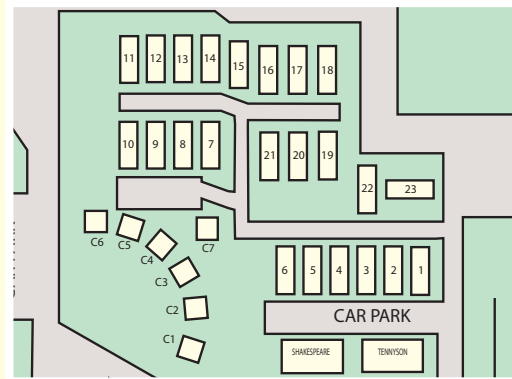 11 12 13 14 15 16 17 18
10 9 8 7 21 20 19
22 23
C6 C5 C7
C4
C3
6 5 4 3 2 1
C2
CAR PARK
C1
SHAKESPEARE TENNYSON